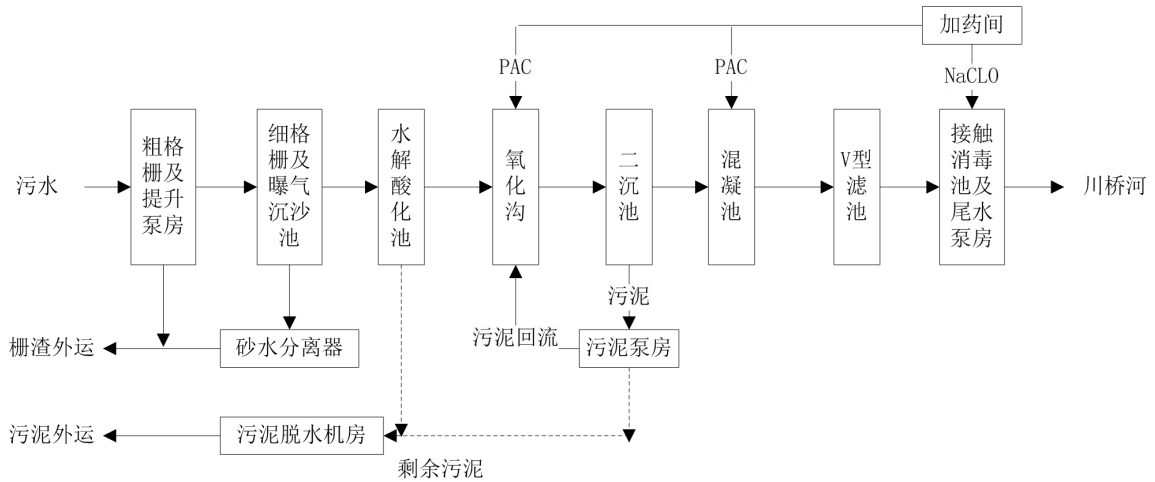 加药间
PAC
PAC
NaCLO
污水
粗格
栅及
提升
泵房
细格
栅及
曝气
沉沙
池
水
解
酸
化
池
氧
化
沟
二
沉
池
混
凝
池
V型
滤
池
接触
消毒
池及
尾水
泵房
川桥河
污泥
栅渣外运
砂水分离器
污泥回流
污泥泵房
污泥外运
污泥脱水机房
剩余污泥